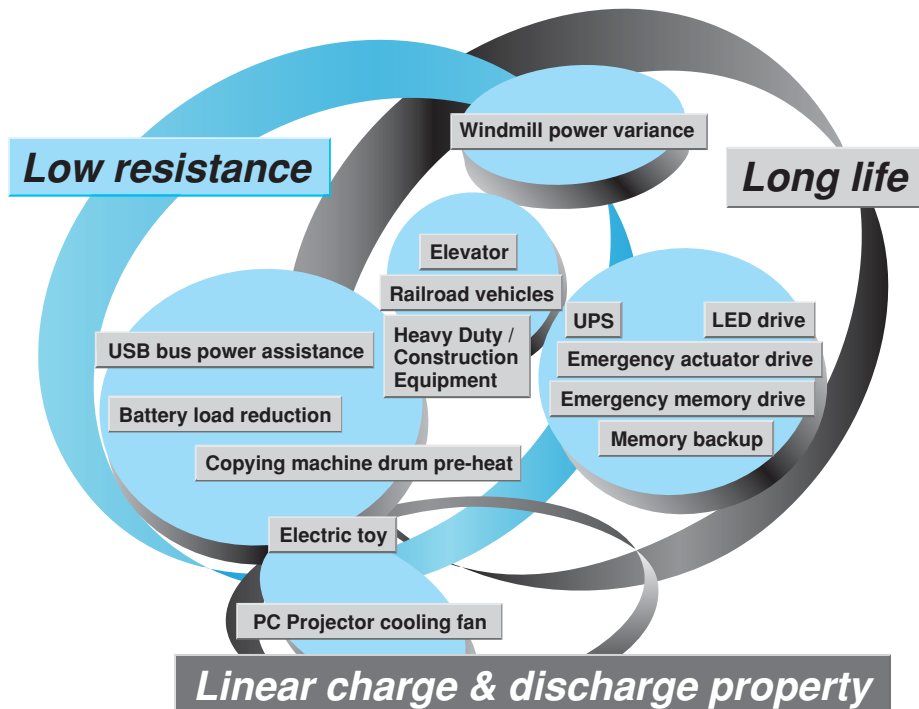 Windmill power variance
Low resistance
Long life
Elevator
Railroad vehicles
UPS
LED drive
USB bus power assistance
Heavy Duty /
Construction
Equipment
Emergency actuator drive
Emergency memory drive
Battery load reduction
Memory backup
Copying machine drum pre-heat
Electric toy
PC Projector cooling fan
Linear charge & discharge property